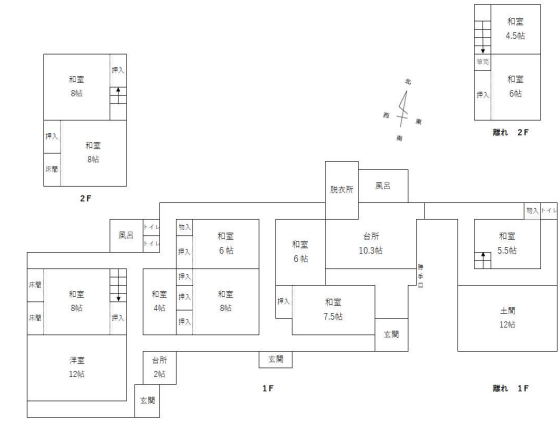 和室
4.5帖
物入
和室
6帖
押入
離れ 2F
和室
8帖
押入
押入
和室
8帖
床間
2F
北
西
東
南
脱衣所
風呂
風呂
トイレ
トイレ
物入
押入
和室
6帖
和室
6帖
台所
10.3帖
勝手口
物入
トイレ
和室
5.5帖
床間
和室
8帖
床間
押入
和室
4帖
押入
押入
押入
和室
8帖
押入
和室
7.5帖
玄関
土間
12帖
洋室
12帖
台所
2帖
玄関
玄関
1F
離れ 1F